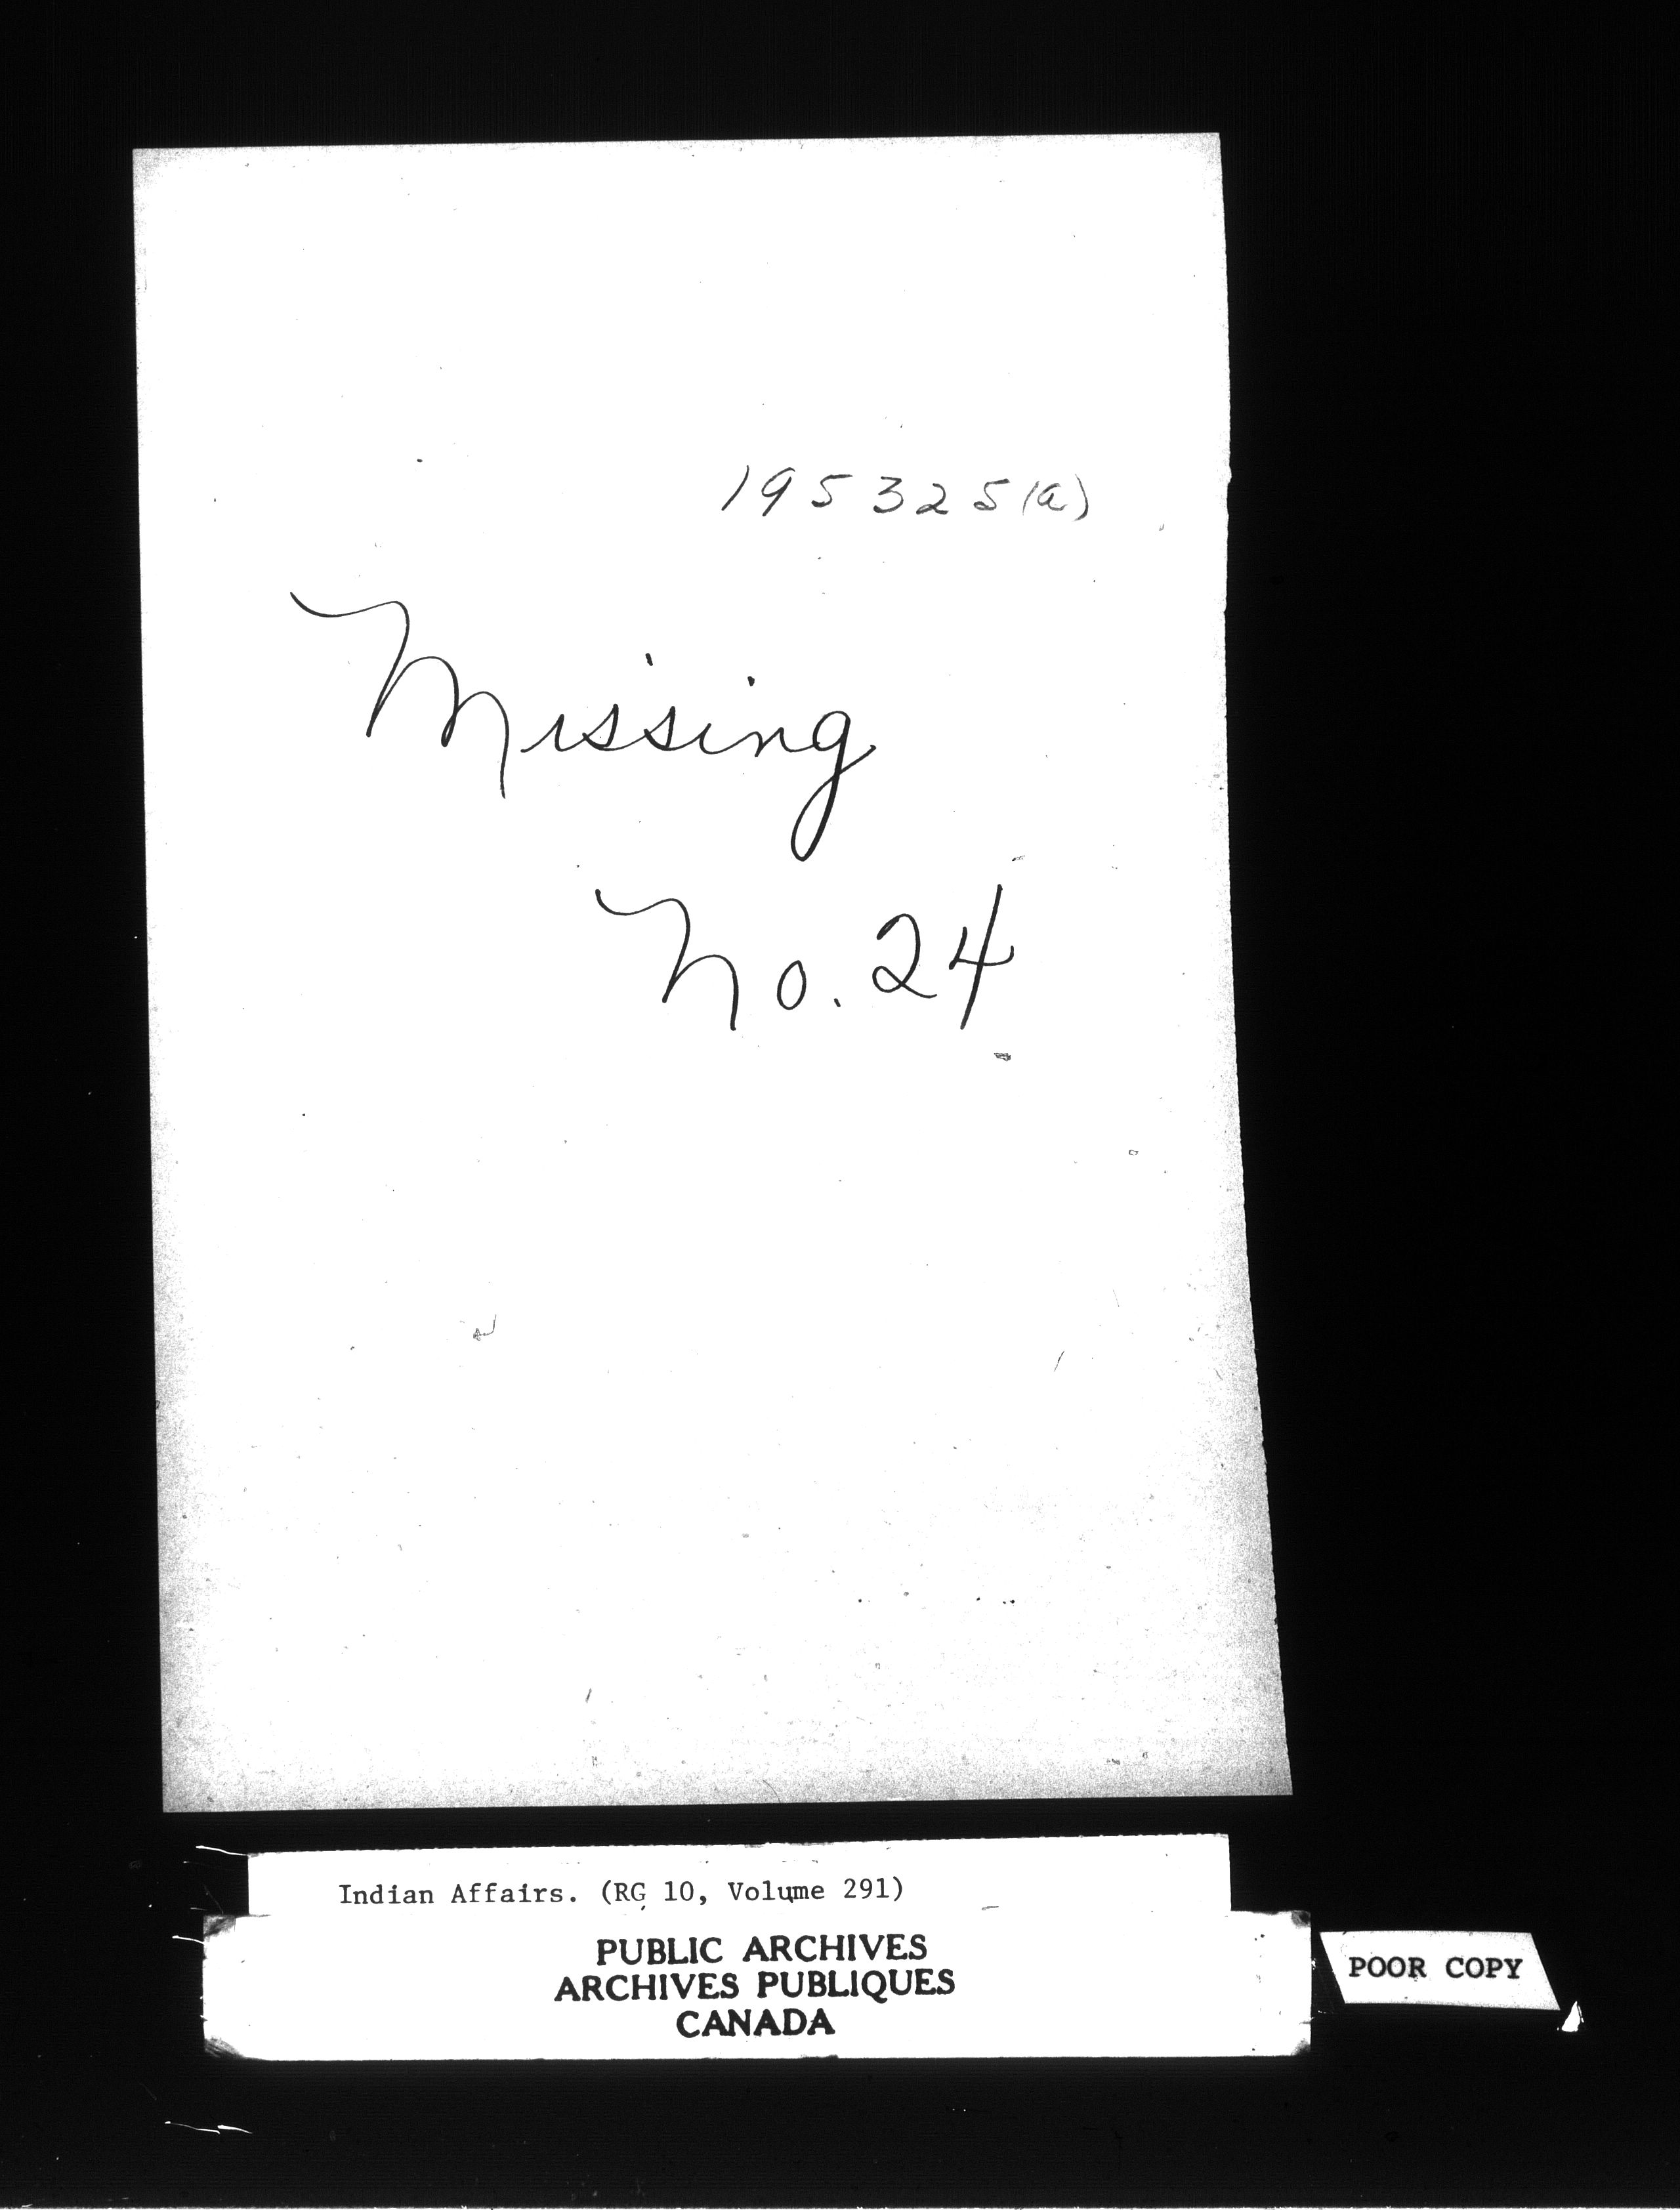 195325(a)
Missing
No. 24
Indian Affairs. (RG 10, Volume 291)
PUBLIC ARCHIVES
ARCHIVES PUBLIQUES
CANADA
POOR COPY